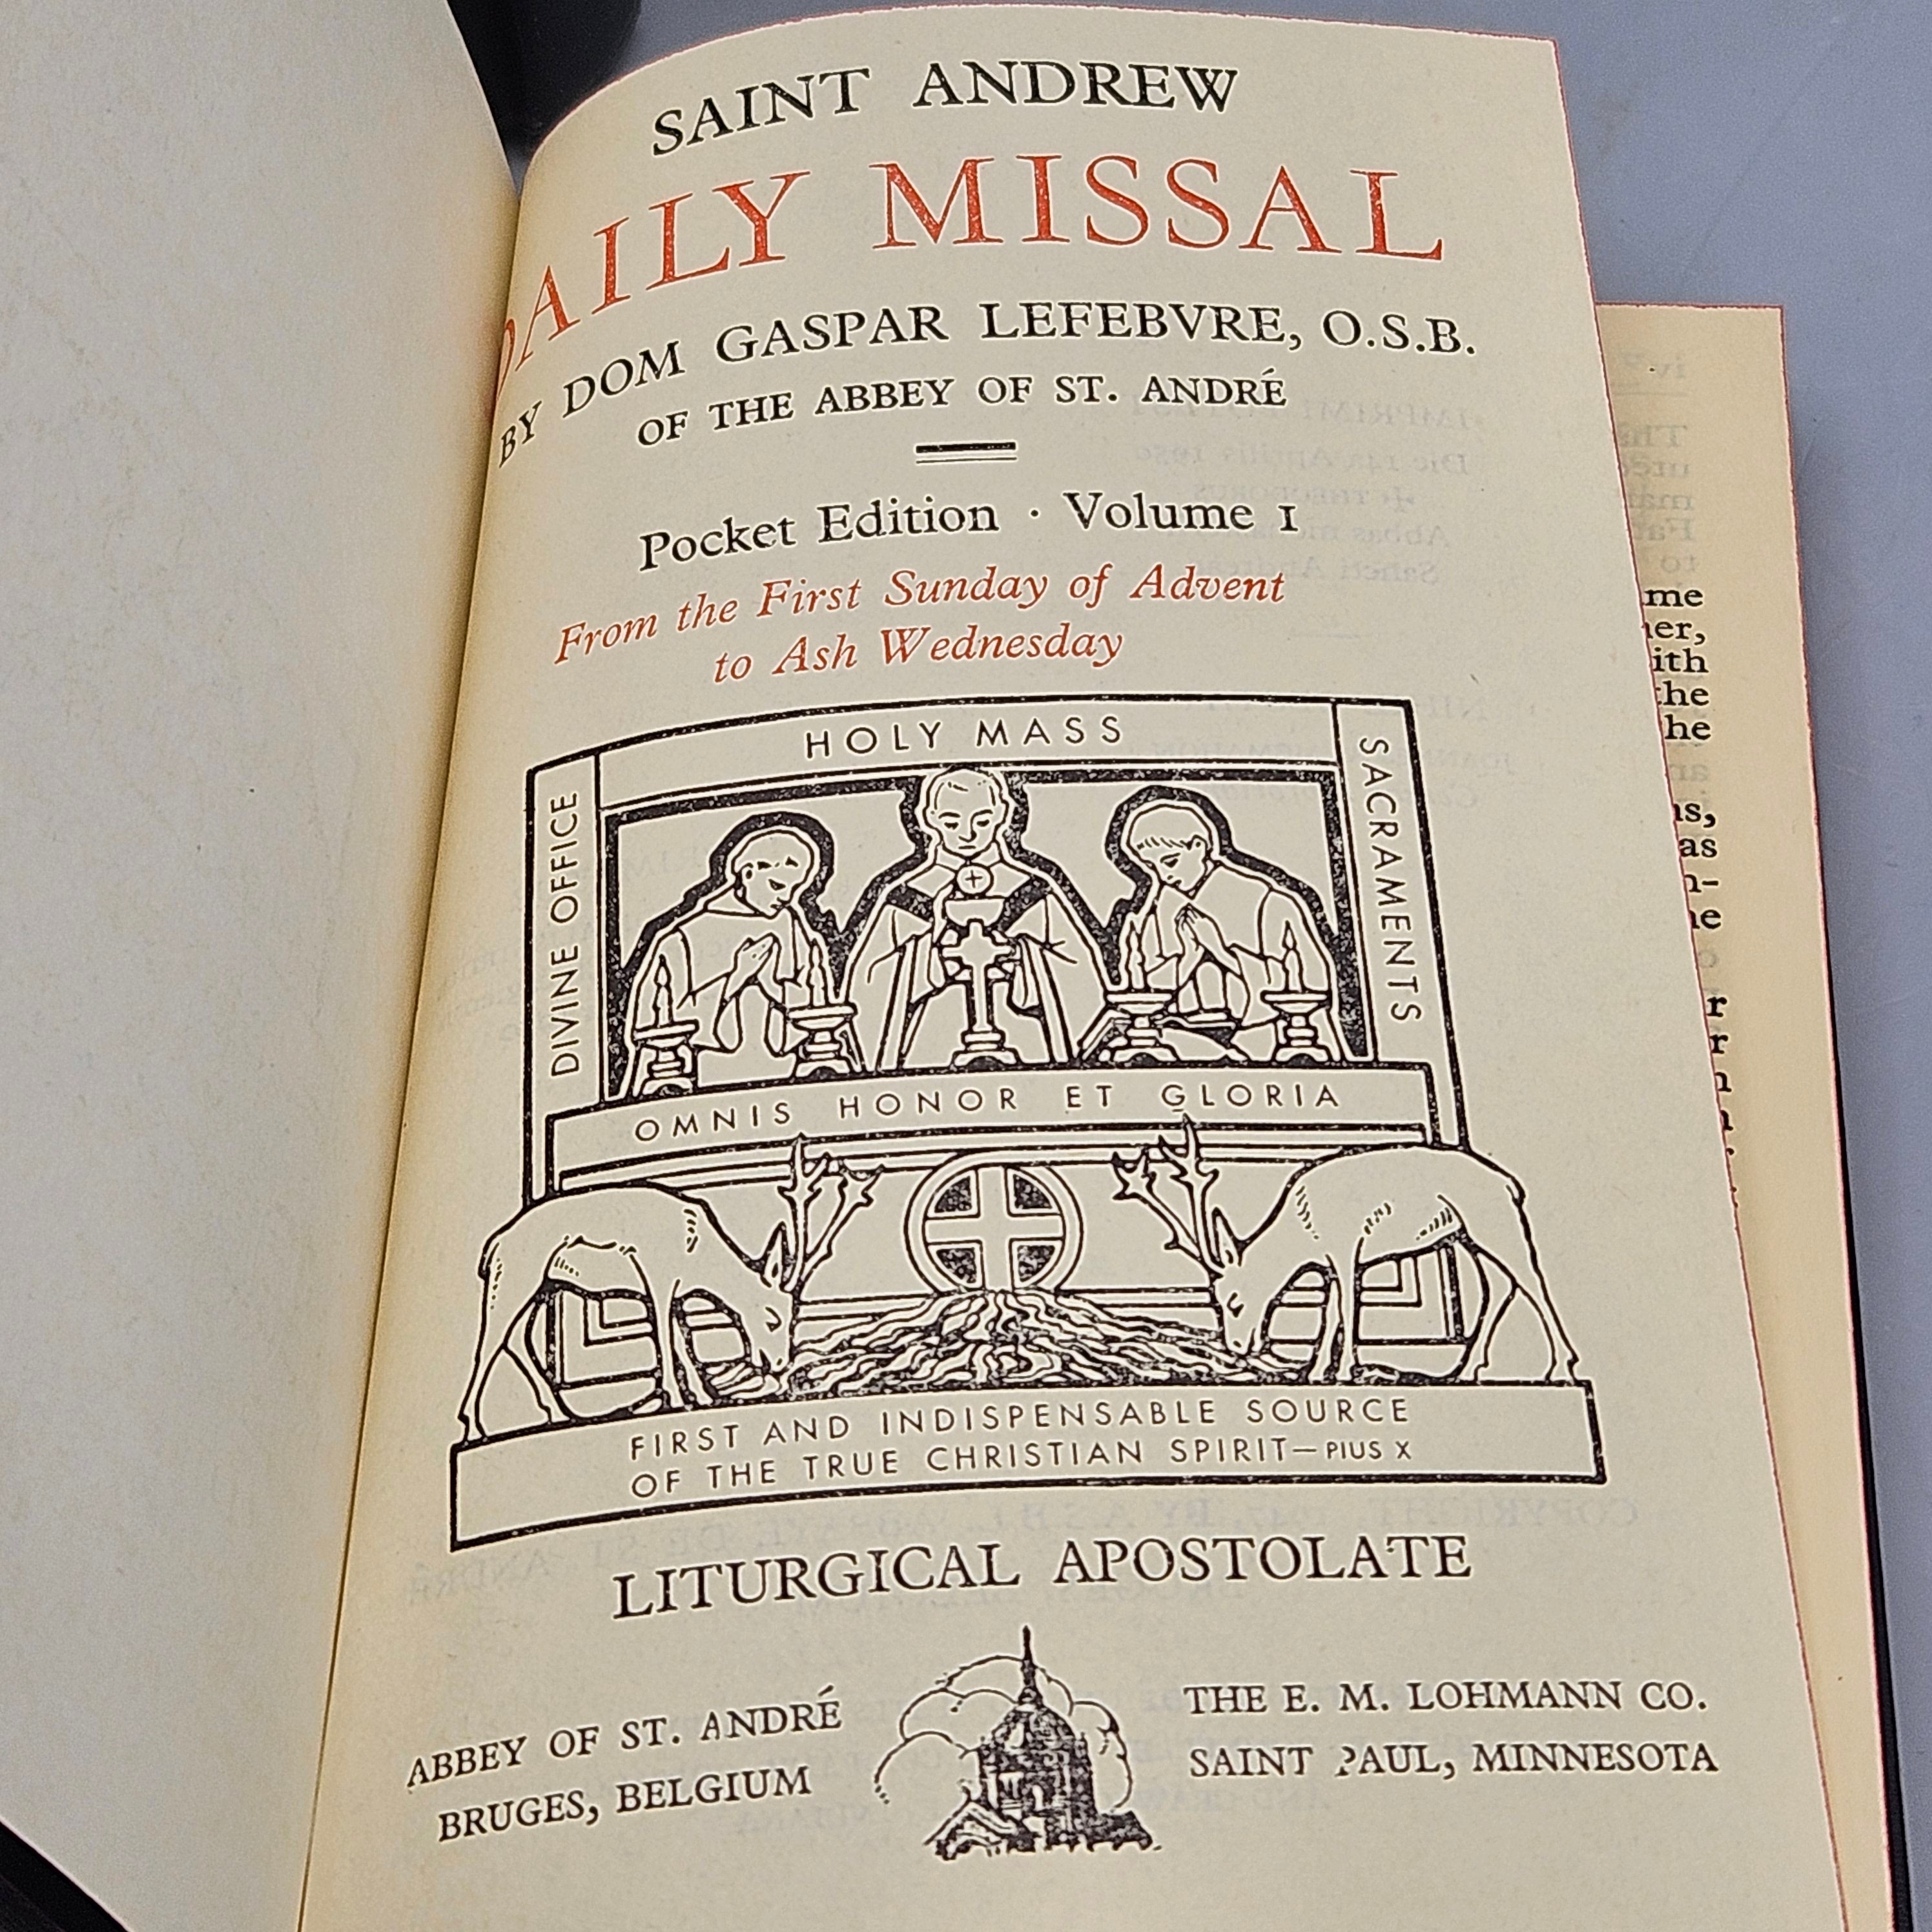 SAINT ANDREW
DAILY MISSAL
BY DOM GASPAR LEFEBVRE, O.S.B.
OF THE ABBEY OF ST. ANDRÉ
Pocket Edition · Volume I
From the First Sunday of Advent
to Ash Wednesday
HOLY MASS
DIVINE OFFICE
SACRAMENTS
OMNIS HONOR ET GLORIA
FIRST AND INDISPENSABLE SOURCE
OF THE TRUE CHRISTIAN SPIRIT—PIUS X
LITURGICAL APOSTOLATE
ABBEY OF ST. ANDRÉ
BRUGES, BELGIUM
THE E. M. LOHMANN CO.
SAINT PAUL, MINNESOTA